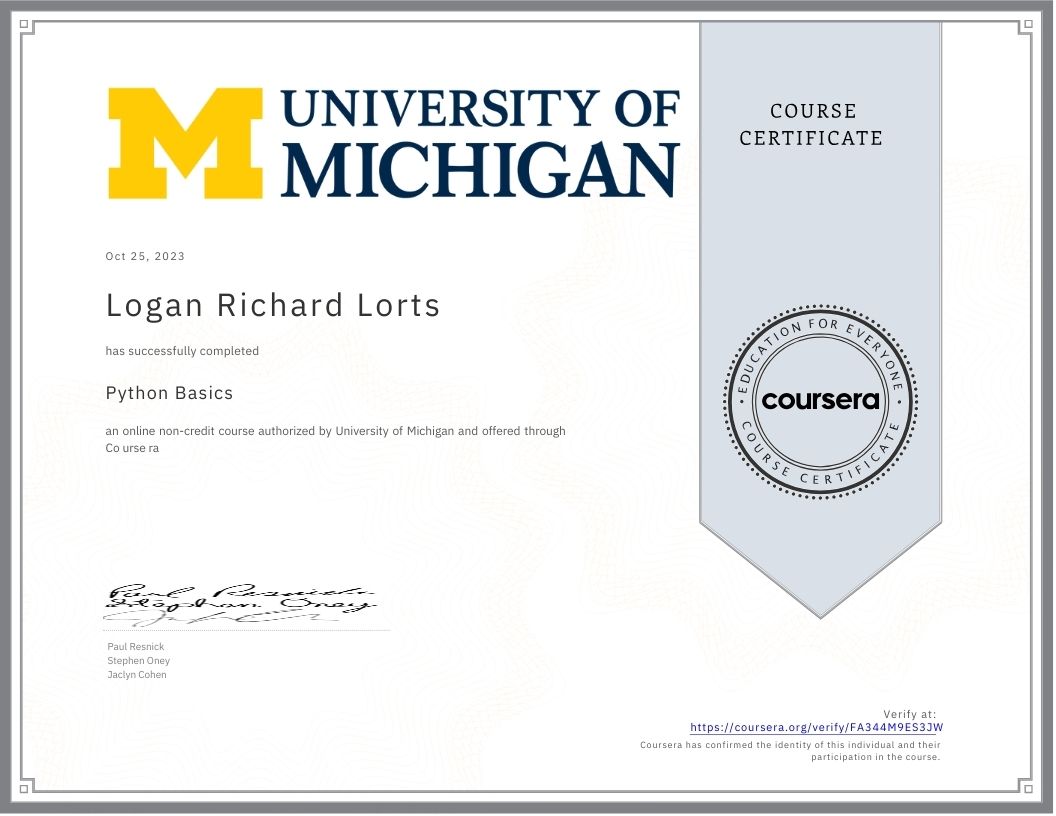 UNIVERSITY OF
MICHIGAN
COURSE
CERTIFICATE
Oct 25, 2023
Logan Richard Lorts
has successfully completed
Python Basics
an online non-credit course authorized by University of Michigan and offered through
Co urse ra
EDUCATION FOR EVERYONE
coursera
COURSE CERTIFICATE
Paul Resnick
Stephen Oney
Paul Resnick
Stephen Oney
Jaclyn Cohen
Verify at:
https://coursera.org/verify/FA344M9ES3JW
Coursera has confirmed the identity of this individual and their
participation in the course.